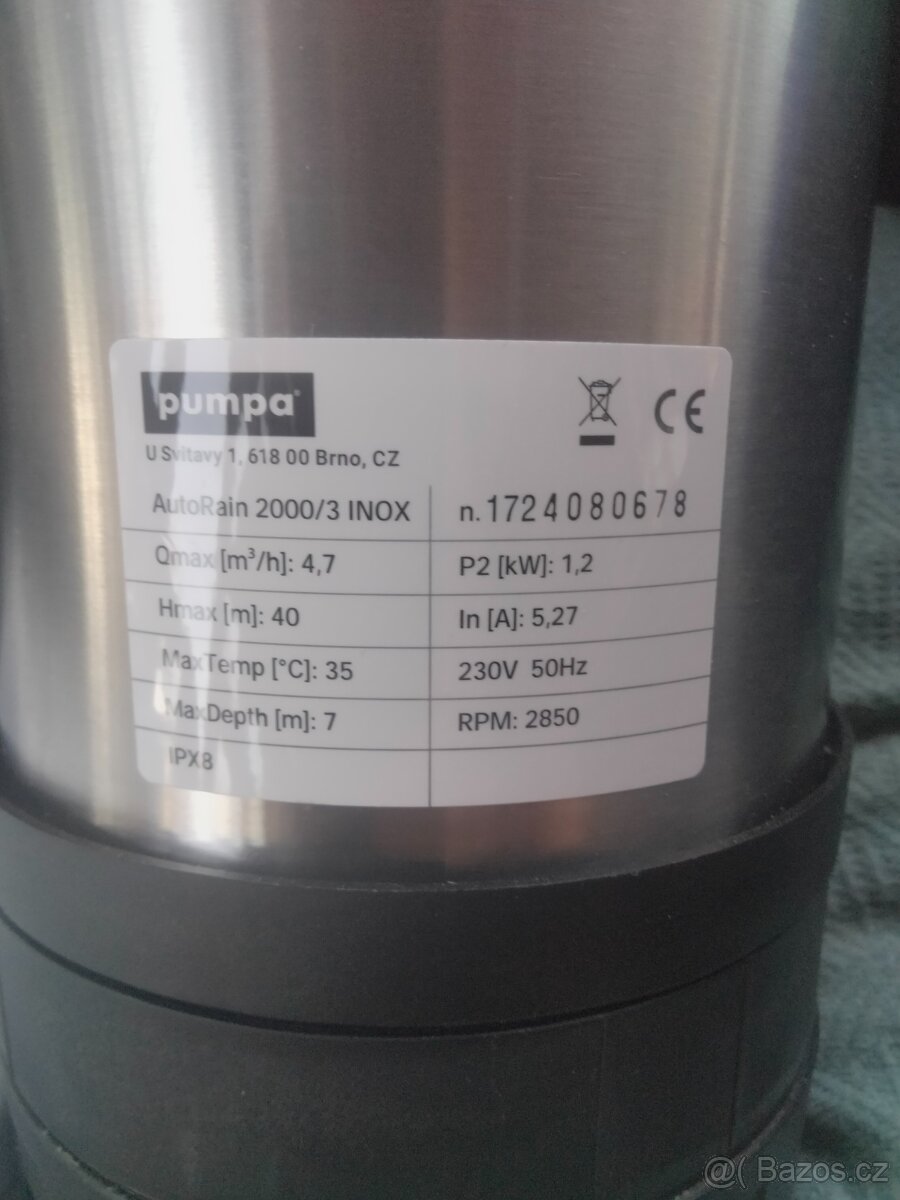 pumpa
U Svitavy 1, 618 00 Brno, CZ
CE
AutoRain 2000/3 INOX
n. 1724080678
Qmax [m³/h]: 4,7
P2 [kW]: 1,2
Hmax [m]: 40
In [A]: 5,27
MaxTemp [°C]: 35
230V 50Hz
MaxDepth [m]: 7
RPM: 2850
IPX8
@( Bazos.cz